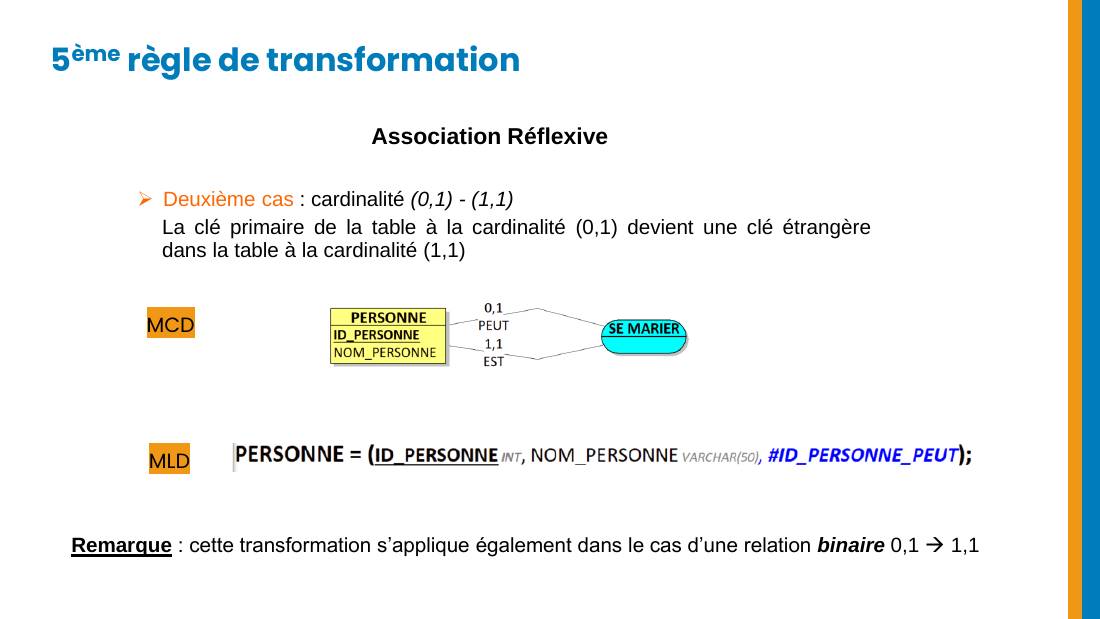 5ème règle de transformation
Association Réflexive
➢ Deuxième cas : cardinalité (0,1) - (1,1)
La clé primaire de la table à la cardinalité (0,1) devient une clé étrangère
dans la table à la cardinalité (1,1)
MCD
PERSONNE
ID_PERSONNE
NOM_PERSONNE
0,1
PEUT
1,1
EST
SE MARIER
MLD
PERSONNE = (ID_PERSONNE INT, NOM_PERSONNE VARCHAR(50), #ID_PERSONNE_PEUT);
Remarque : cette transformation s’applique également dans le cas d’une relation binaire 0,1 → 1,1